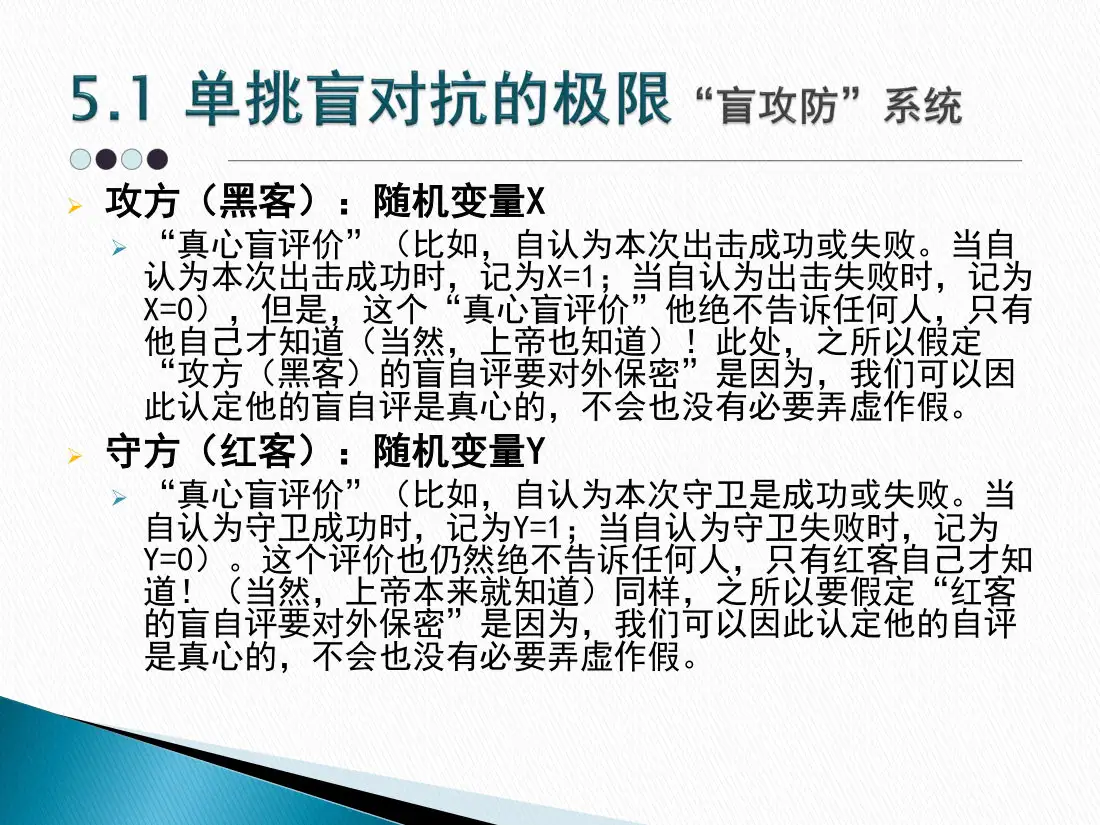 5.1 单挑盲对抗的极限 “盲攻防”系统
攻方（黑客）：随机变量X
“真心盲评价”（比如，自认为本次出击成功或失败。当自
认为本次出击成功时，记为X=1；当自认为出击失败时，记为
X=0），但是，这个“真心盲评价”他绝不告诉任何人，只有
他自己才知道（当然，上帝也知道）！此处，之所以假定
“攻方（黑客）的盲自评要对外保密”是因为，我们可以因
此认定他的盲自评是真心的，不会也没有必要弄虚作假。
守方（红客）：随机变量Y
“真心盲评价”（比如，自认为本次守卫是成功或失败。当
自认为守卫成功时，记为Y=1；当自认为守卫失败时，记为
Y=0）。这个评价也仍然绝不告诉任何人，只有红客自己才知
道！（当然，上帝本来就知道）同样，之所以要假定“红客
的盲自评要对外保密”是因为，我们可以因此认定他的自评
是真心的，不会也没有必要弄虚作假。